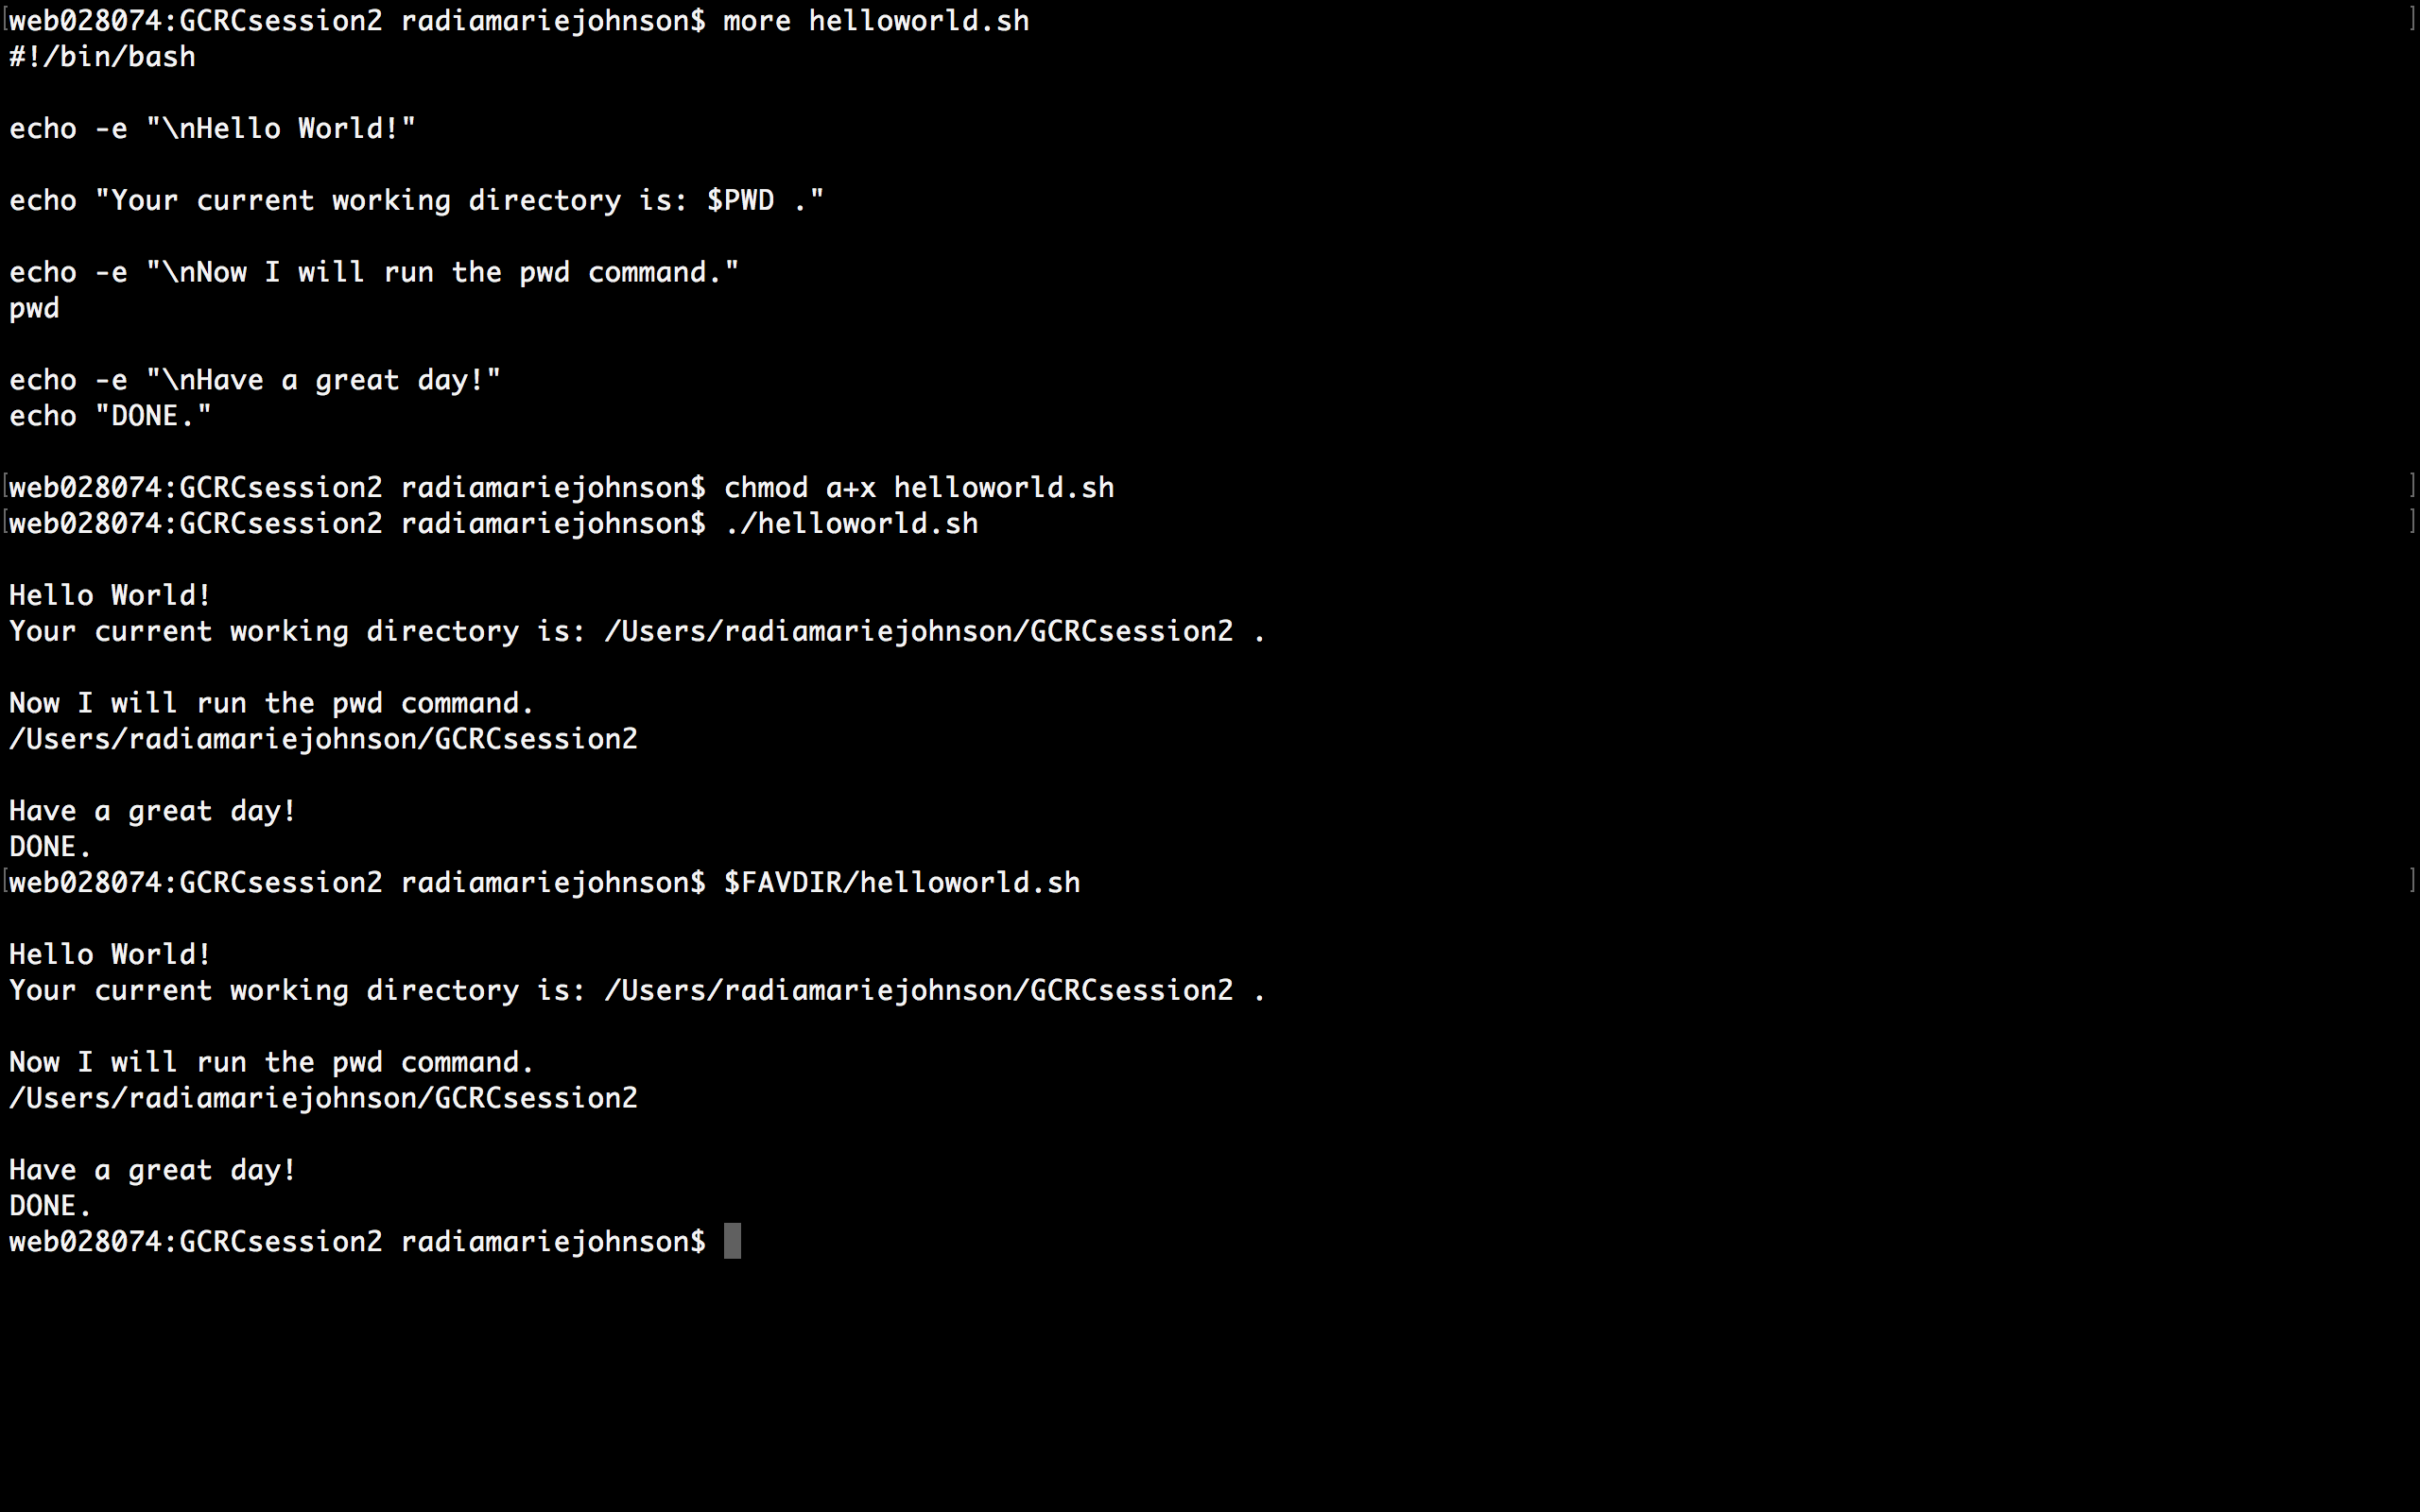 web028074:GCRCsession2 radiamariejohnson$ more helloworld.sh
#!/bin/bash
echo -e "\nHello World!"
echo "Your current working directory is: $PWD ."
echo -e "\nNow I will run the pwd command."
pwd
echo -e "\nHave a great day!"
echo "DONE."
web028074:GCRCsession2 radiamariejohnson$ chmod a+x helloworld.sh
web028074:GCRCsession2 radiamariejohnson$ ./helloworld.sh
Hello World!
Your current working directory is: /Users/radiamariejohnson/GCRCsession2 .
Now I will run the pwd command.
/Users/radiamariejohnson/GCRCsession2
Have a great day!
DONE.
web028074:GCRCsession2 radiamariejohnson$ $FAVDIR/helloworld.sh
Hello World!
Your current working directory is: /Users/radiamariejohnson/GCRCsession2 .
Now I will run the pwd command.
/Users/radiamariejohnson/GCRCsession2
Have a great day!
DONE.
web028074:GCRCsession2 radiamariejohnson$